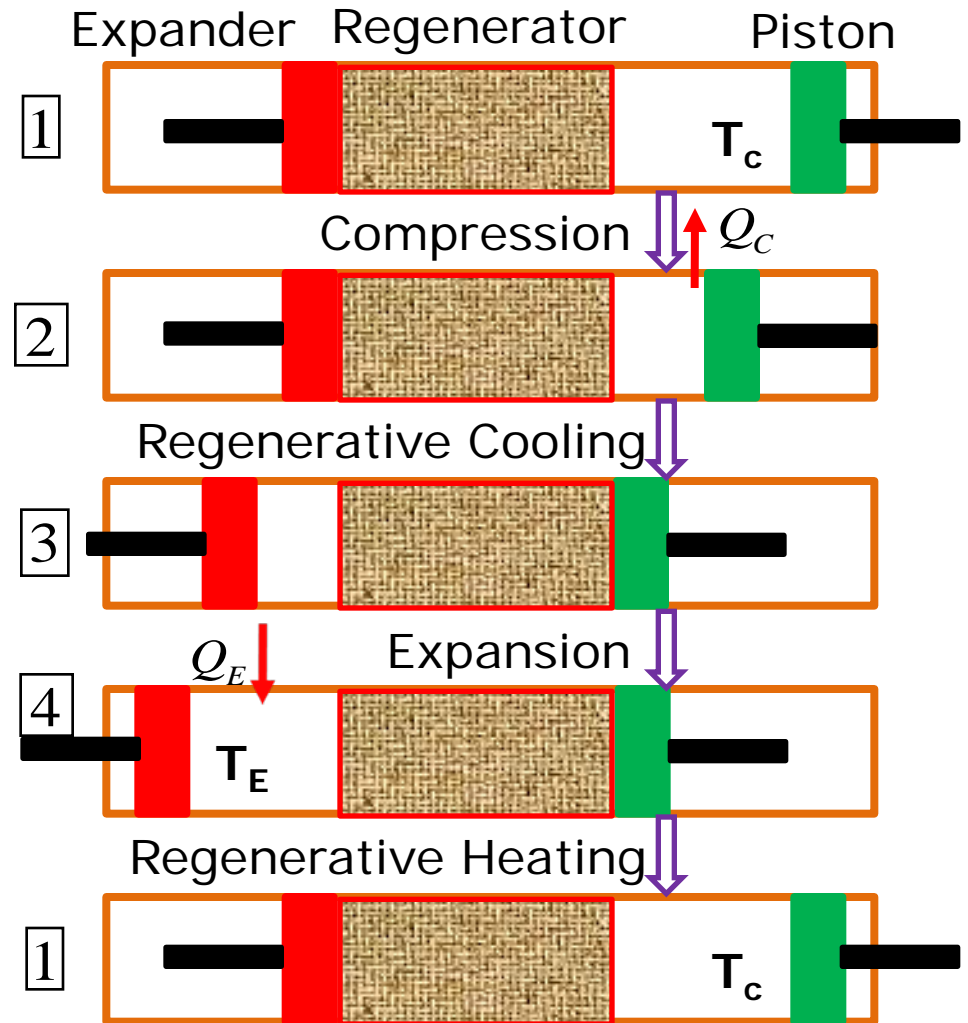 Expander Regenerator Piston
1 T_c
Compression Q_C
2
Regenerative Cooling
3
Q_E Expansion
4
T_E
Regenerative Heating
1 T_c